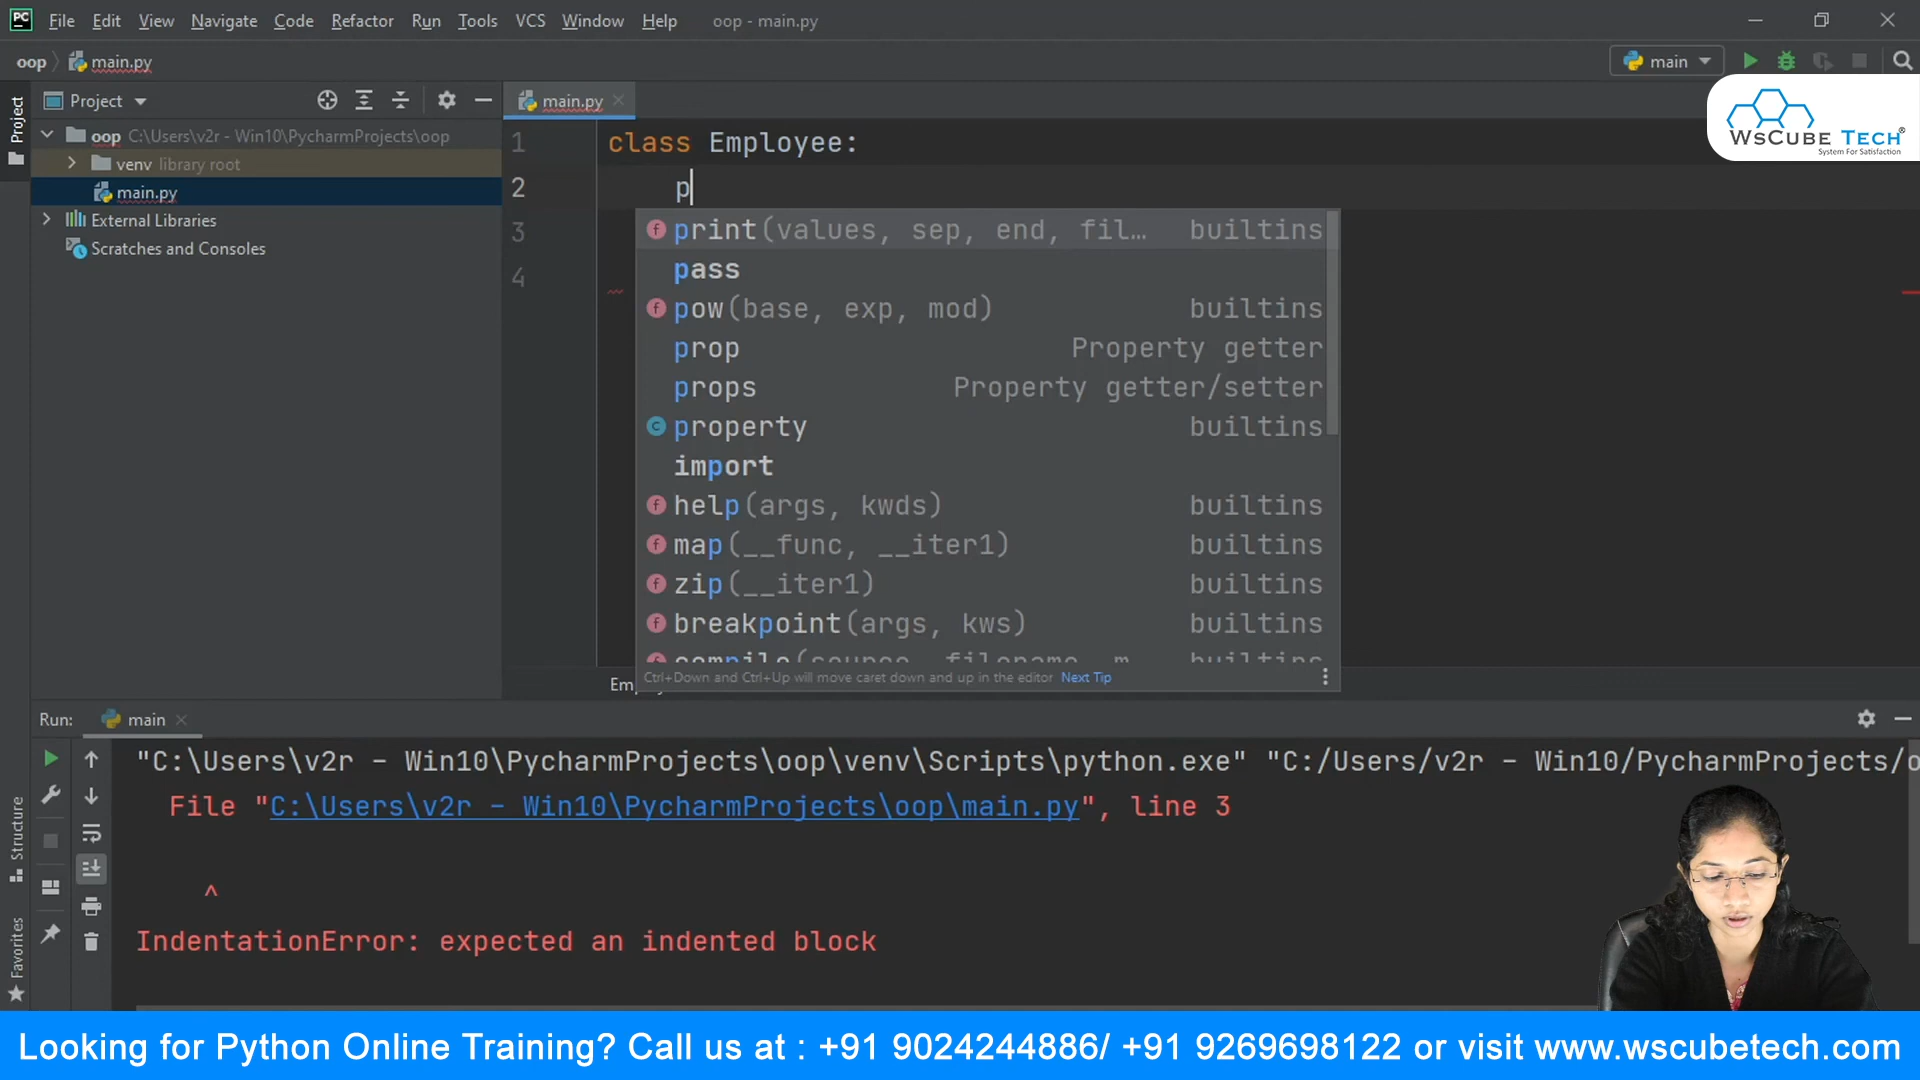 PC File Edit View Navigate Code Refactor Run Tools VCS Window Help oop - main.py
oop main.py main
Project main.py
Project
oop C:\Users\v2r - Win10\PycharmProjects\oop
venv library root
main.py
External Libraries
Scratches and Consoles
WsCube Tech®
System For Satisfaction
1 class Employee:
2 p
3
4
f print(values, sep, end, fil… builtins
pass
f pow(base, exp, mod) builtins
prop Property getter
props Property getter/setter
c property builtins
import
f help(args, kwds) builtins
f map(__func, __iter1) builtins
f zip(__iter1) builtins
f breakpoint(args, kws) builtins
f compile(source, filename, m builtins
Ctrl+Down and Ctrl+Up will move caret down and up in the editor Next Tip
Run: main
"C:\Users\v2r - Win10\PycharmProjects\oop\venv\Scripts\python.exe" "C:/Users/v2r - Win10/PycharmProjects/o
File "C:\Users\v2r - Win10\PycharmProjects\oop\main.py", line 3
^
IndentationError: expected an indented block
Structure
Favorites
Looking for Python Online Training? Call us at : +91 9024244886/ +91 9269698122 or visit www.wscubetech.com